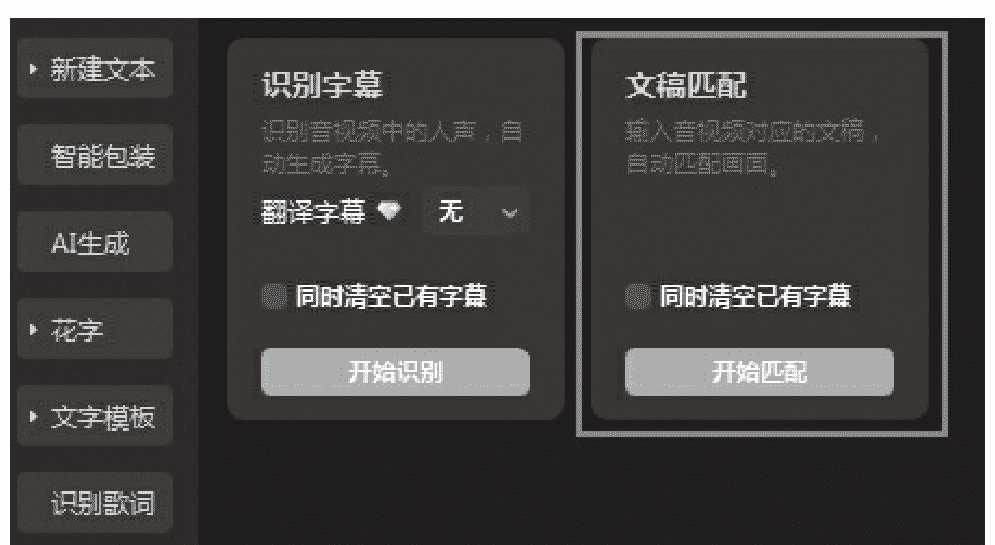 新建文本
智能包装
AI生成
花字
文字模板
识别歌词
识别字幕
识别音视频中的人声，自
动生成字幕。
翻译字幕 无
同时清空已有字幕
开始识别
文稿匹配
输入音视频对应的文稿，
自动匹配画面。
同时清空已有字幕
开始匹配